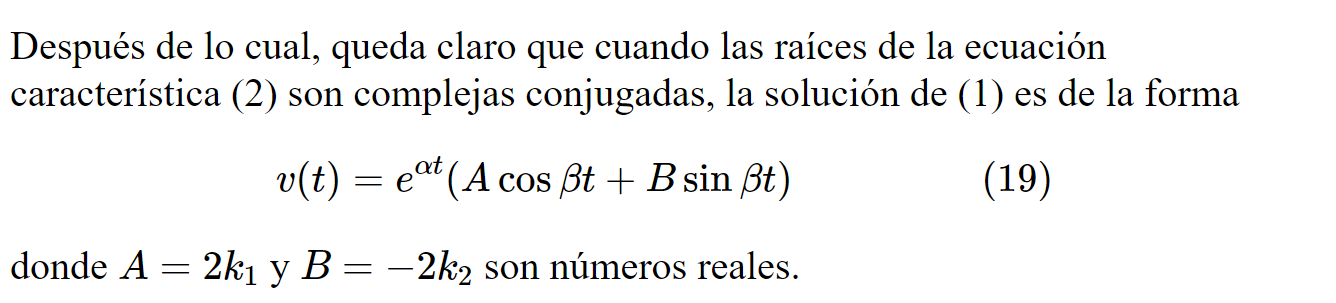 Después de lo cual, queda claro que cuando las raíces de la ecuación
característica (2) son complejas conjugadas, la solución de (1) es de la forma
v(t) = e^{αt}(A cos βt + B sin βt) (19)
donde A = 2k₁ y B = −2k₂ son números reales.